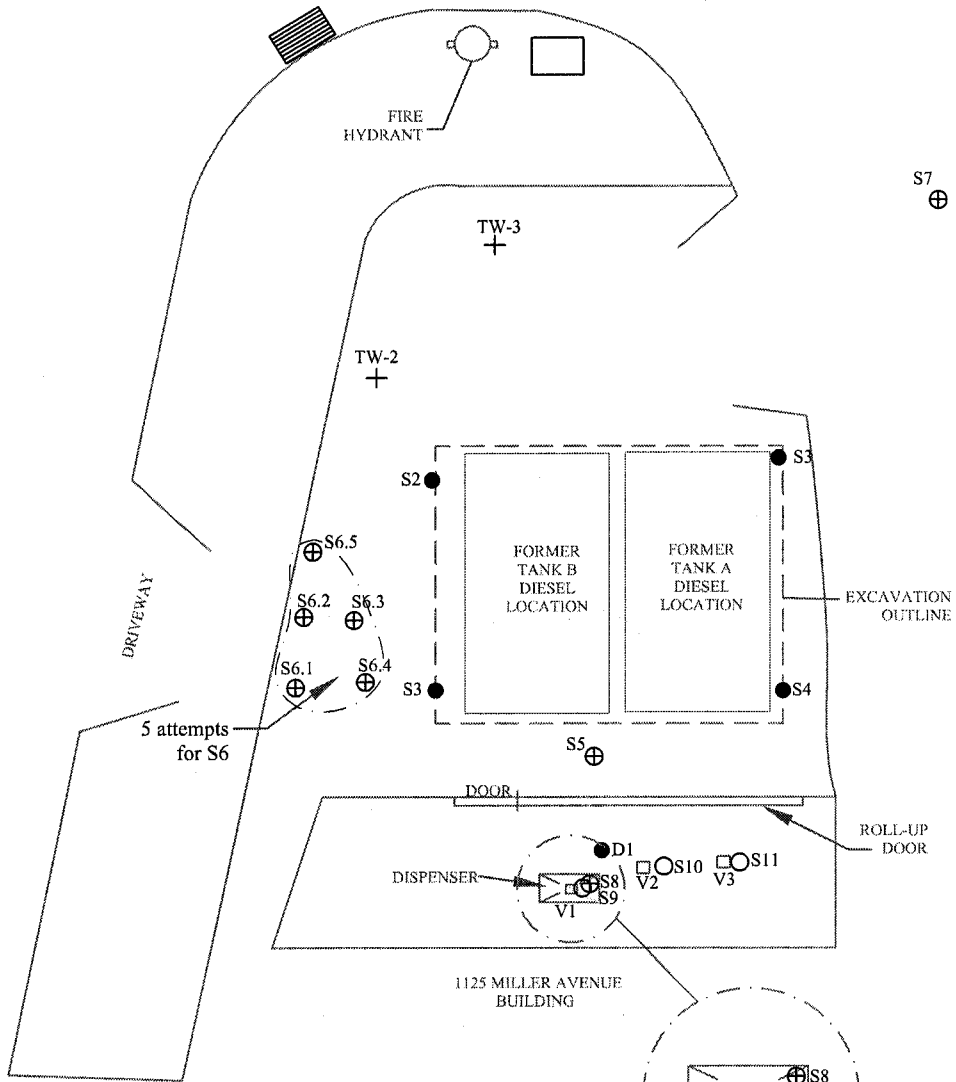 FIRE
HYDRANT
S7
TW-3
TW-2
S2
S3
FORMER
TANK B
DIESEL
LOCATION
FORMER
TANK A
DIESEL
LOCATION
EXCAVATION
OUTLINE
DRIVEWAY
S6.5
S6.2
S6.3
S6.1
S6.4
5 attempts
for S6
S3
S4
S5
DOOR
ROLL-UP
DOOR
D1
DISPENSER
S8
S9
V1
V2
S10
V3
S11
1125 MILLER AVENUE
BUILDING
S8